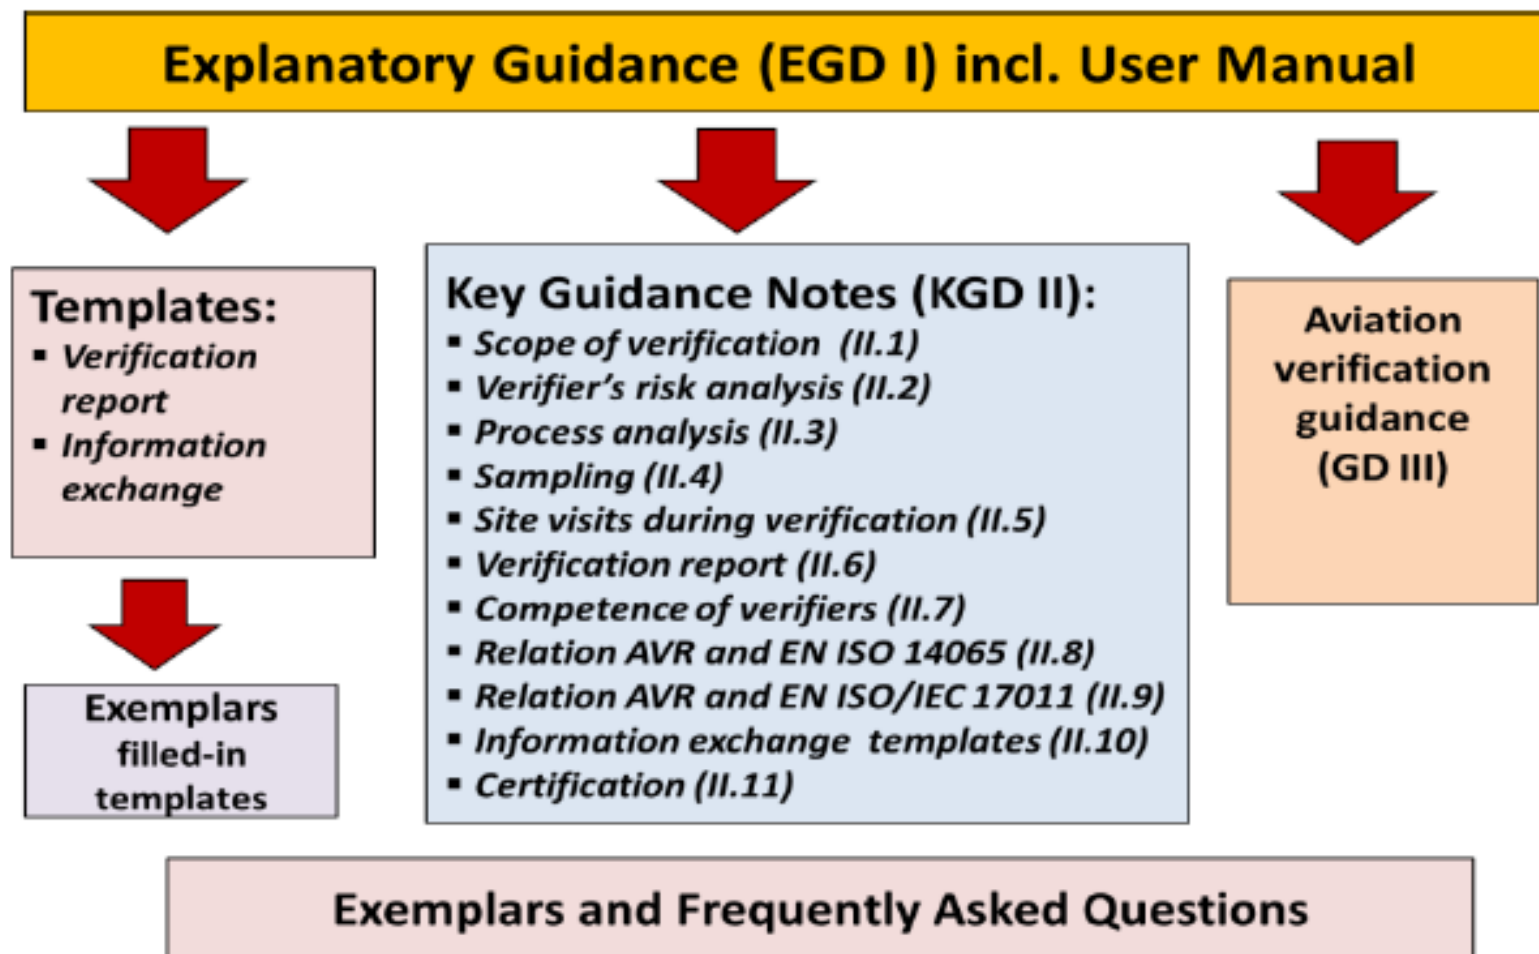 Explanatory Guidance (EGD I) incl. User Manual
Templates:
▪ Verification
report
▪ Information
exchange
Exemplars
filled-in
templates
Key Guidance Notes (KGD II):
▪ Scope of verification (II.1)
▪ Verifier's risk analysis (II.2)
▪ Process analysis (II.3)
▪ Sampling (II.4)
▪ Site visits during verification (II.5)
▪ Verification report (II.6)
▪ Competence of verifiers (II.7)
▪ Relation AVR and EN ISO 14065 (II.8)
▪ Relation AVR and EN ISO/IEC 17011 (II.9)
▪ Information exchange templates (II.10)
▪ Certification (II.11)
Aviation
verification
guidance
(GD III)
Exemplars and Frequently Asked Questions